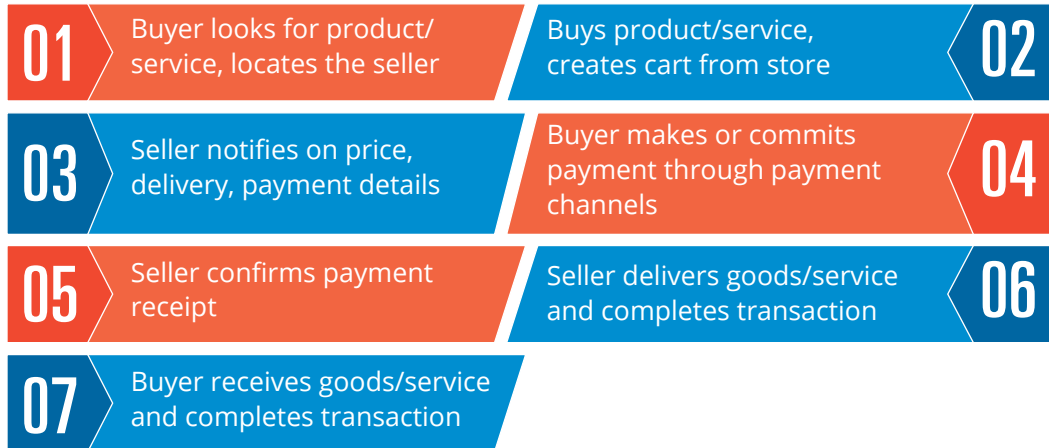 01
Buyer looks for product/
service, locates the seller
Buys product/service,
creates cart from store
02
03
Seller notifies on price,
delivery, payment details
Buyer makes or commits
payment through payment
channels
04
05
Seller confirms payment
receipt
Seller delivers goods/service
and completes transaction
06
07
Buyer receives goods/service
and completes transaction